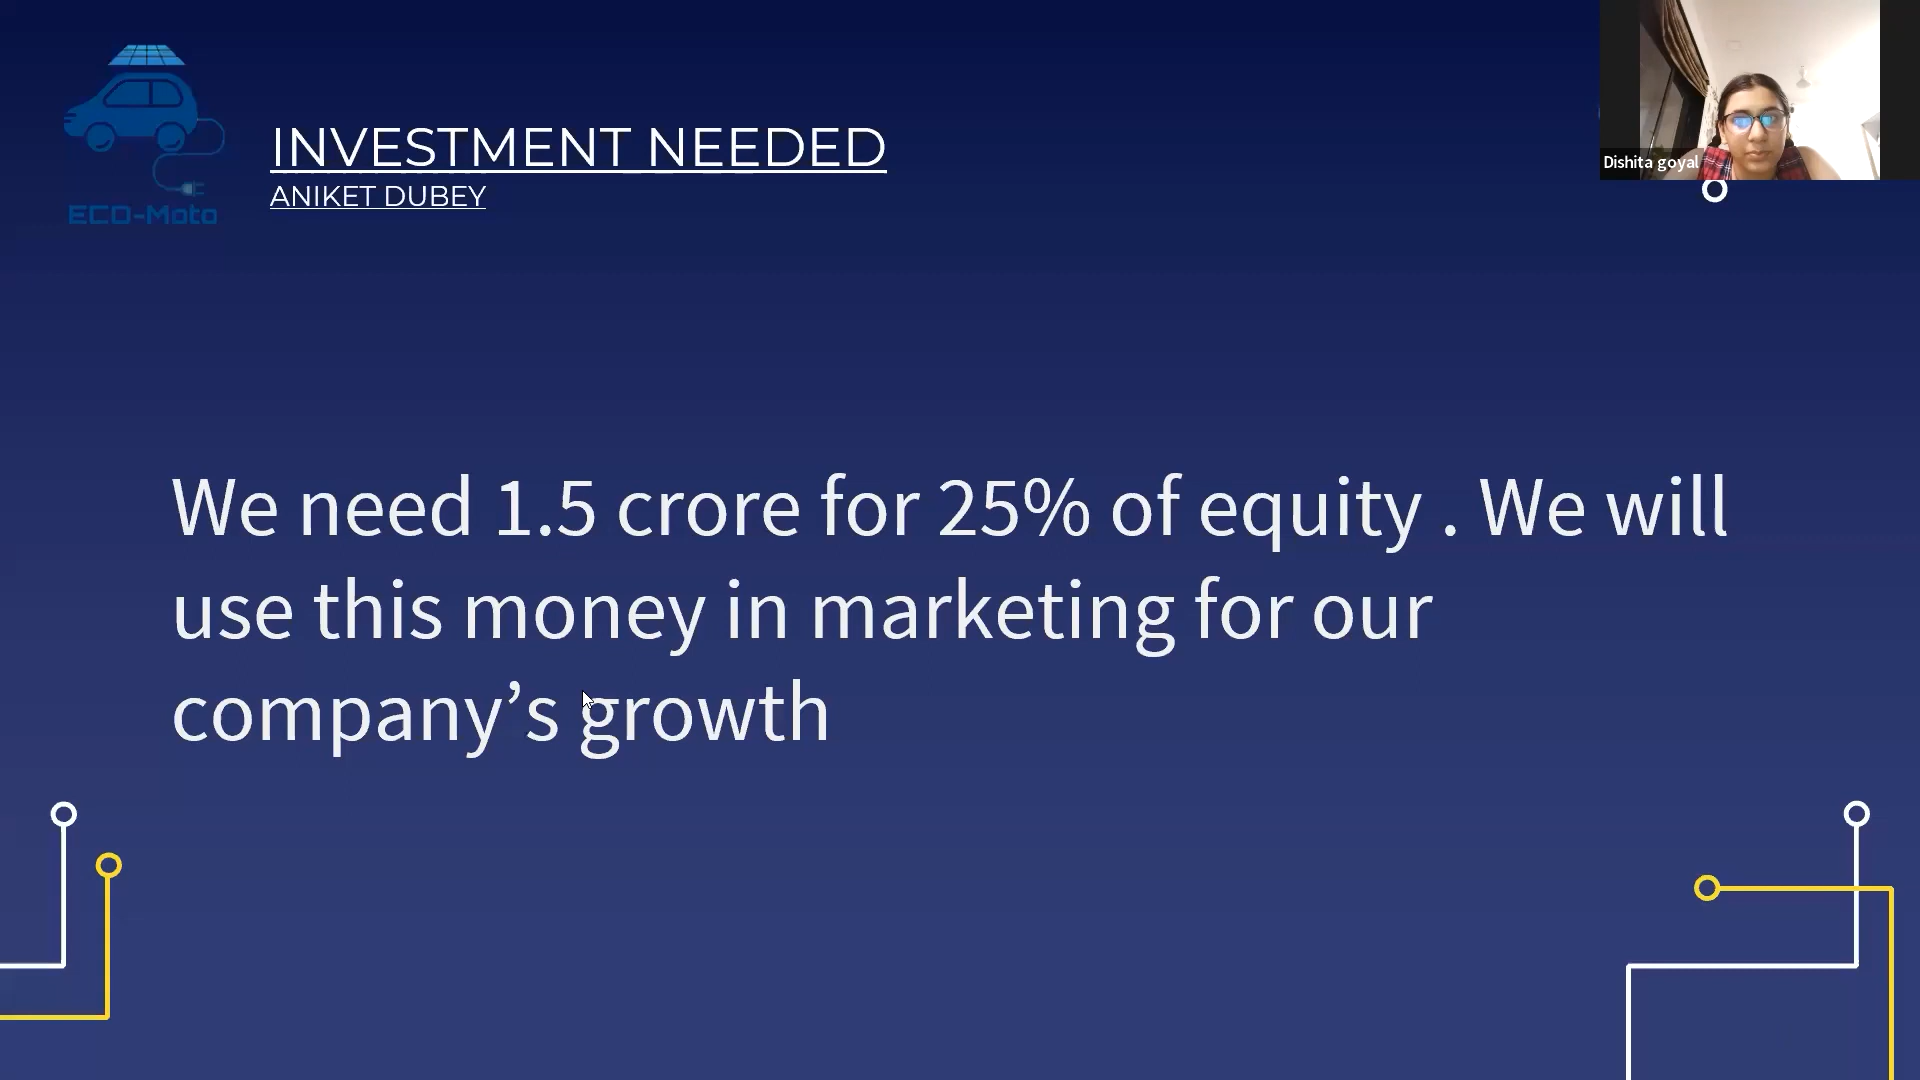 INVESTMENT NEEDED
ANIKET DUBEY
ECO-Moto
Dishita goyal
We need 1.5 crore for 25% of equity . We will
use this money in marketing for our
company’s growth